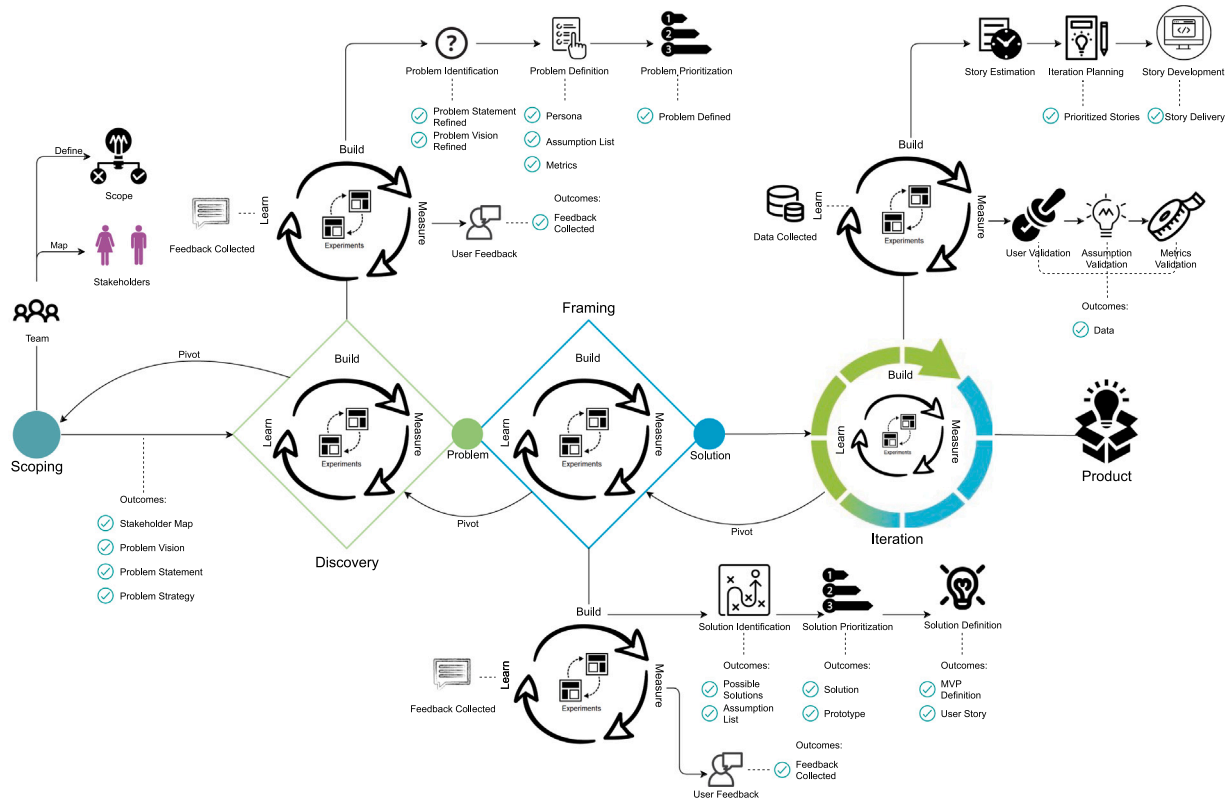 Problem Identification
Problem Definition
Problem Prioritization
Problem Statement
Refined
Problem Vision
Refined
Persona
Assumption List
Metrics
Problem Defined
Story Estimation
Iteration Planning
Story Development
Prioritized Stories
Story Delivery
Define
Scope
Map
Stakeholders
Team
Build
Learn
Measure
Experiments
Feedback Collected
User Feedback
Outcomes:
Feedback
Collected
Build
Learn
Measure
Experiments
Data Collected
User Validation
Assumption
Validation
Metrics
Validation
Outcomes:
Data
Pivot
Scoping
Outcomes:
Stakeholder Map
Problem Vision
Problem Statement
Problem Strategy
Build
Learn
Measure
Experiments
Discovery
Problem
Pivot
Framing
Build
Learn
Measure
Experiments
Solution
Pivot
Build
Learn
Measure
Experiments
Iteration
Product
Build
Learn
Measure
Experiments
Feedback Collected
Solution Identification
Solution Prioritization
Solution Definition
Outcomes:
Possible
Solutions
Assumption
List
Outcomes:
Solution
Prototype
Outcomes:
MVP
Definition
User Story
User Feedback
Outcomes:
Feedback
Collected
1
2
3
1
2
3